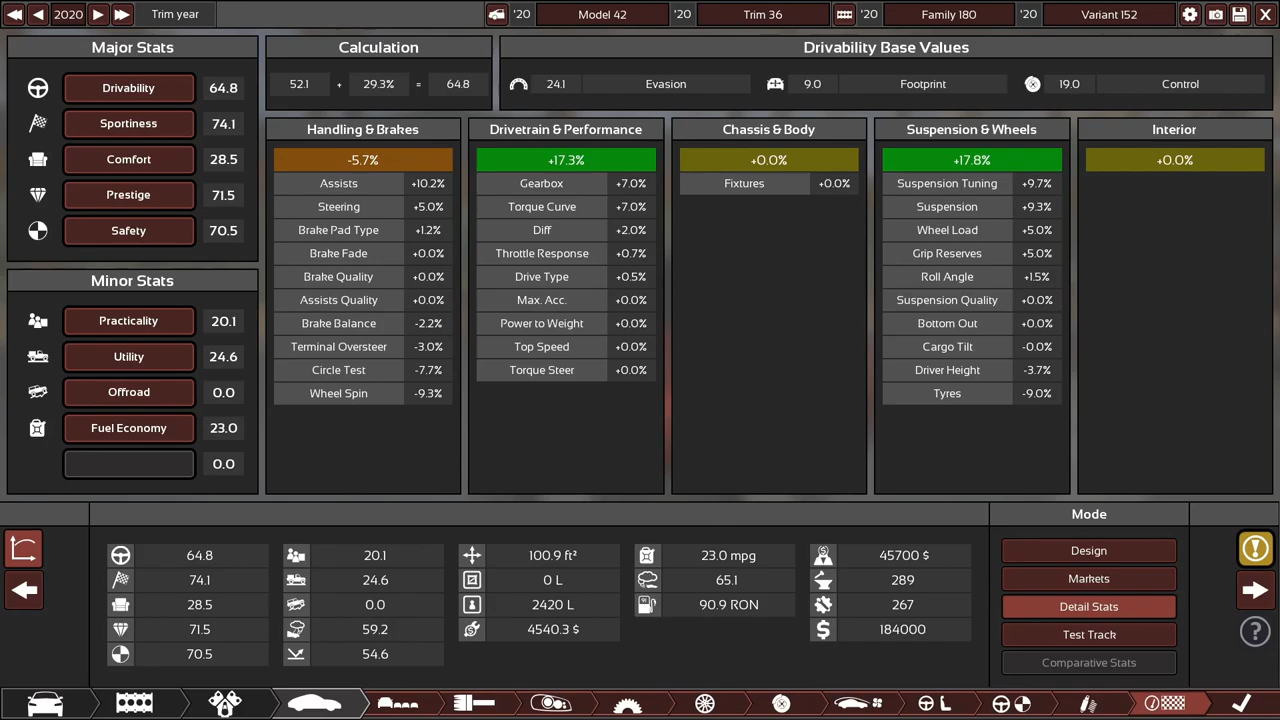 2020 Trim year '20 Model 42 '20 Trim 36 '20 Family 180 '20 Variant 152
Major Stats
Drivability 64.8
Sportiness 74.1
Comfort 28.5
Prestige 71.5
Safety 70.5
Minor Stats
Practicality 20.1
Utility 24.6
Offroad 0.0
Fuel Economy 23.0
0.0
Calculation
52.1 + 29.3% = 64.8
Drivability Base Values
24.1 Evasion 9.0 Footprint 19.0 Control
Handling & Brakes
-5.7%
Assists +10.2%
Steering +5.0%
Brake Pad Type +1.2%
Brake Fade +0.0%
Brake Quality +0.0%
Assists Quality +0.0%
Brake Balance -2.2%
Terminal Oversteer -3.0%
Circle Test -7.7%
Wheel Spin -9.3%
Drivetrain & Performance
+17.3%
Gearbox +7.0%
Torque Curve +7.0%
Diff +2.0%
Throttle Response +0.7%
Drive Type +0.5%
Max. Acc. +0.0%
Power to Weight +0.0%
Top Speed +0.0%
Torque Steer +0.0%
Chassis & Body
+0.0%
Fixtures +0.0%
Suspension & Wheels
+17.8%
Suspension Tuning +9.7%
Suspension +9.3%
Wheel Load +5.0%
Grip Reserves +5.0%
Roll Angle +1.5%
Suspension Quality +0.0%
Bottom Out +0.0%
Cargo Tilt -0.0%
Driver Height -3.7%
Tyres -9.0%
Interior
+0.0%
64.8 20.1 100.9 ft² 23.0 mpg 45700 $
74.1 24.6 0 L 65.1 289
28.5 0.0 2420 L 90.9 RON 267
71.5 59.2 4540.3 $ 184000
70.5 54.6
Mode
Design
Markets
Detail Stats
Test Track
Comparative Stats